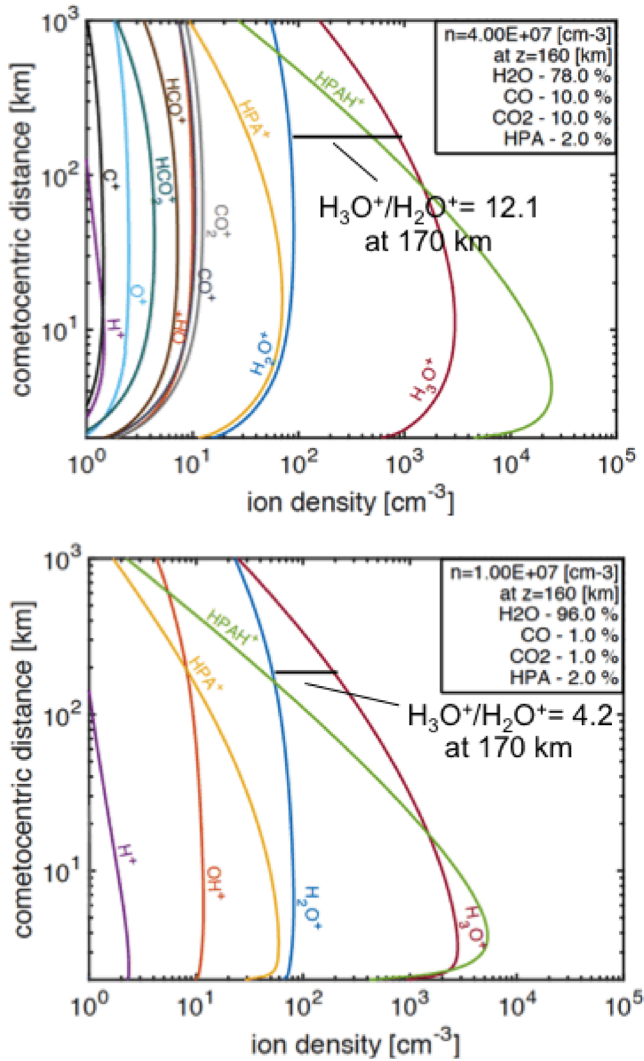 10³
10²
10¹
cometocentric distance [km]
n=4.00E+07 [cm-3]
at z=160 [km]
H2O - 78.0 %
CO - 10.0 %
CO2 - 10.0 %
HPA - 2.0 %
H⁺
C⁺
O⁺
HCO₂⁺
HCO⁺
OH⁺
CO⁺
CO₂⁺
HPA⁺
H₂O⁺
HPAH⁺
H₃O⁺
H₃O⁺/H₂O⁺= 12.1
at 170 km
10⁰ 10¹ 10² 10³ 10⁴ 10⁵
ion density [cm⁻³]
10³
10²
10¹
cometocentric distance [km]
n=1.00E+07 [cm-3]
at z=160 [km]
H2O - 96.0 %
CO - 1.0 %
CO2 - 1.0 %
HPA - 2.0 %
HPAH⁺
HPA⁺
H₃O⁺/H₂O⁺= 4.2
at 170 km
H⁺
OH⁺
H₂O⁺
H₃O⁺
10⁰ 10¹ 10² 10³ 10⁴ 10⁵
ion density [cm⁻³]